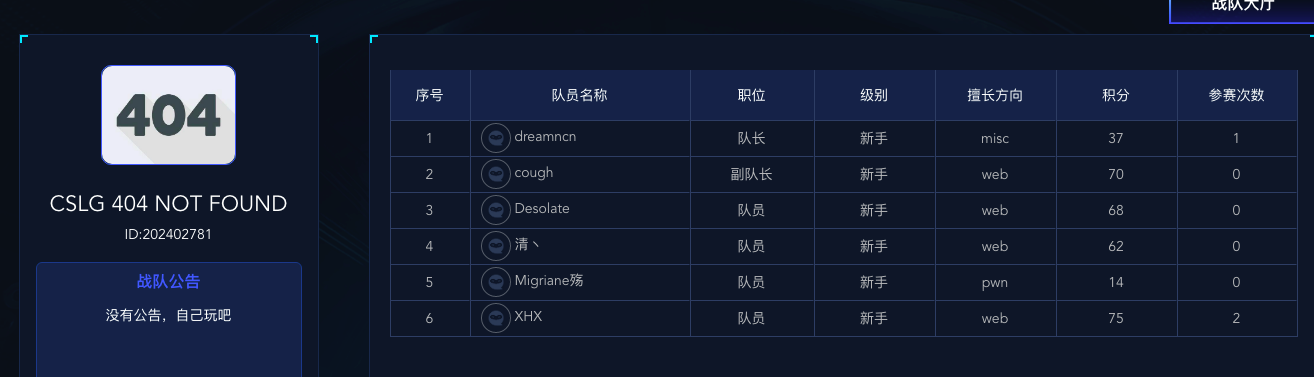 战队大厅
404
CSLG 404 NOT FOUND
ID:202402781
战队公告
没有公告，自己玩吧
序号 队员名称 职位 级别 擅长方向 积分 参赛次数
1 dreamncn 队长 新手 misc 37 1
2 cough 副队长 新手 web 70 0
3 Desolate 队员 新手 web 68 0
4 清丶 队员 新手 web 62 0
5 Migriane殇 队员 新手 pwn 14 0
6 XHX 队员 新手 web 75 2